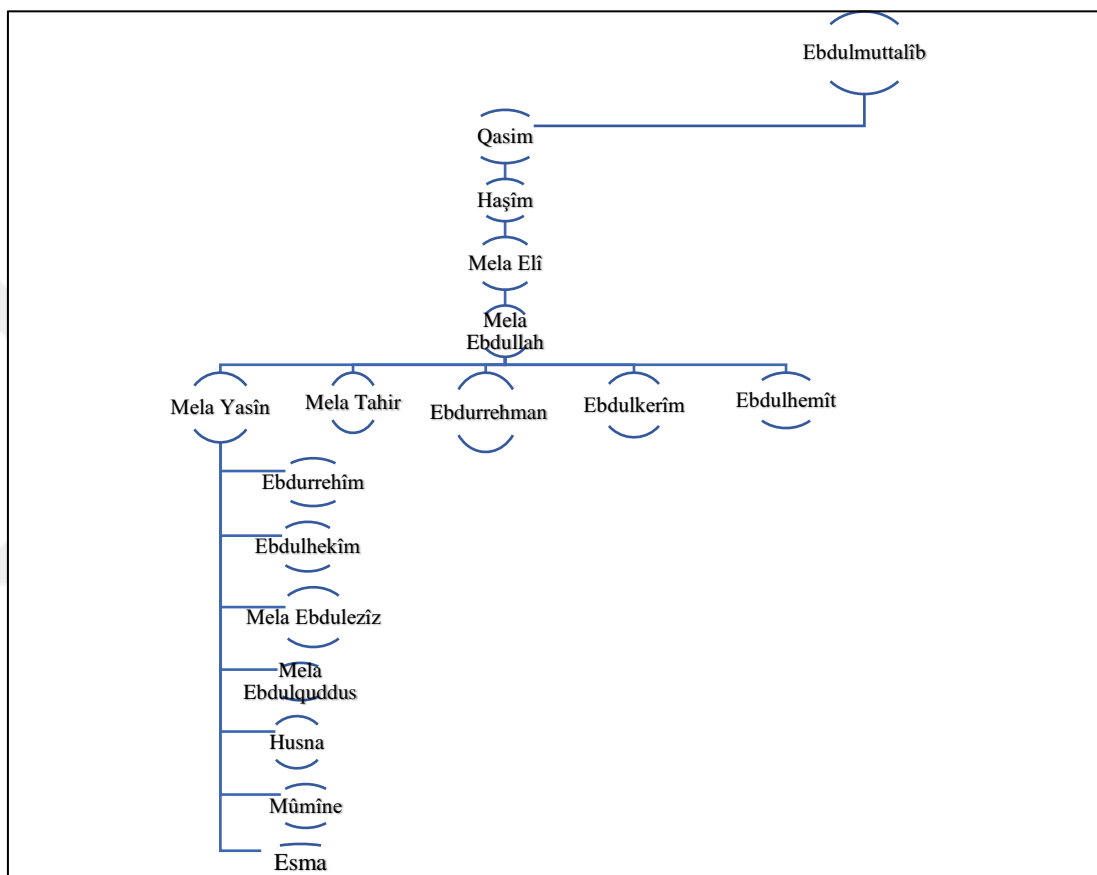 Ebdulmuttalîb
Qasim
Haşîm
Mela Elî
Mela
Ebdullah
Mela Yasîn
Mela Tahir
Ebdurrehman
Ebdulkerîm
Ebdulhemît
Ebdurrehîm
Ebdulhekîm
Mela Ebdulezîz
Mela
Ebdulquddus
Husna
Mûmîne
Esma